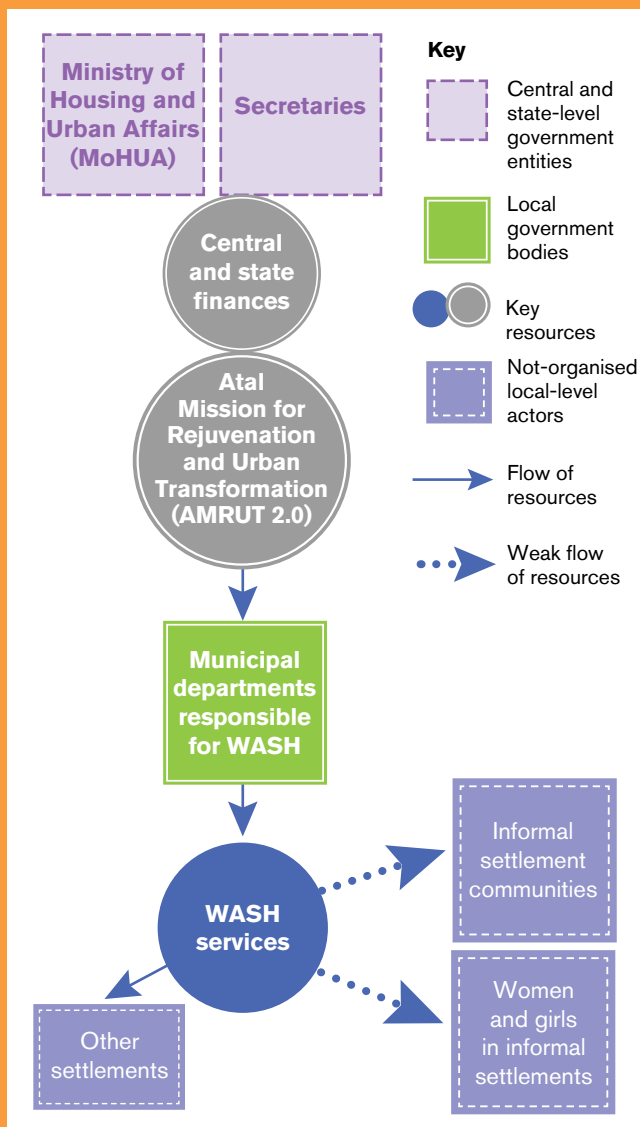 Ministry of
Housing and
Urban Affairs
(MoHUA)
Secretaries
Central
and state
finances
Atal
Mission for
Rejuvenation
and Urban
Transformation
(AMRUT 2.0)
Municipal
departments
responsible
for WASH
WASH
services
Other
settlements
Informal
settlement
communities
Women
and girls
in informal
settlements
Key
Central and
state-level
government
entities
Local
government
bodies
Key
resources
Not-organised
local-level
actors
Flow of
resources
Weak flow
of resources